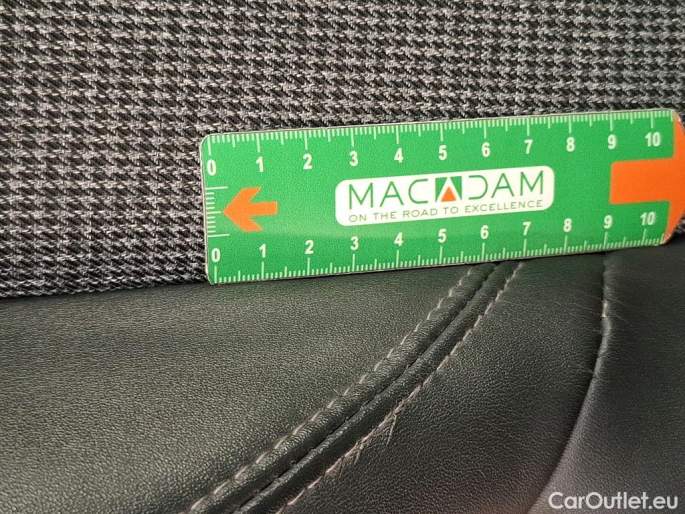 0 1 2 3 4 5 6 7 8 9 10
MACADAM
ON THE ROAD TO EXCELLENCE
0 1 2 3 4 5 6 7 8 9 10
CarOutlet.eu